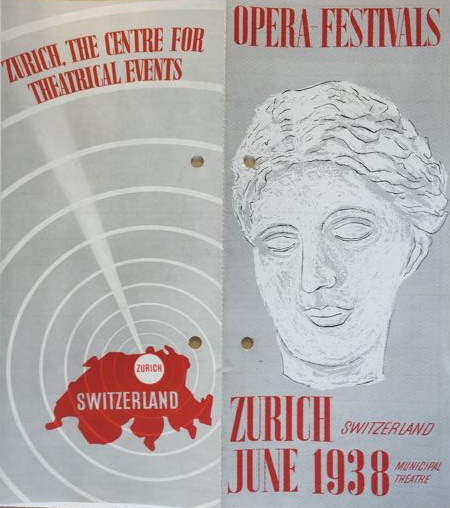 ZURICH, THE CENTRE FOR
THEATRICAL EVENTS
ZURICH
SWITZERLAND
OPERA-FESTIVALS
ZURICH SWITZERLAND
JUNE 1938 MUNICIPAL
THEATRE